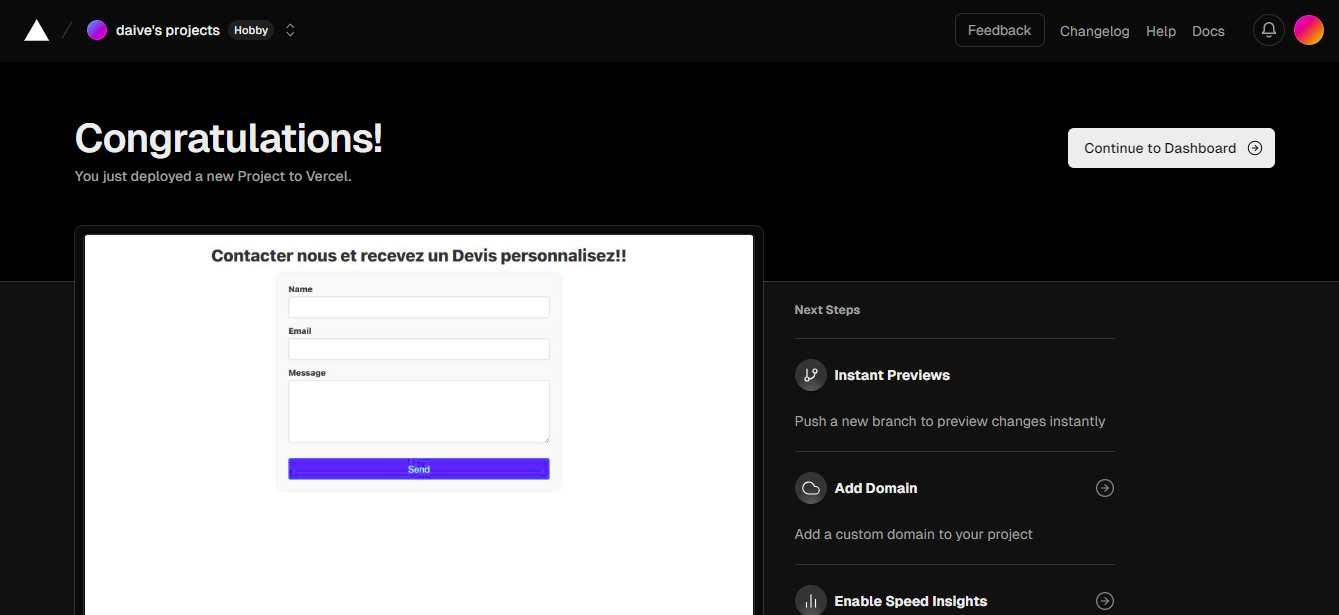 daive's projects Hobby
Feedback Changelog Help Docs
Congratulations!
You just deployed a new Project to Vercel.
Continue to Dashboard
Contacter nous et recevez un Devis personnalisez!!
Name
Email
Message
Send
Next Steps
Instant Previews
Push a new branch to preview changes instantly
Add Domain
Add a custom domain to your project
Enable Speed Insights